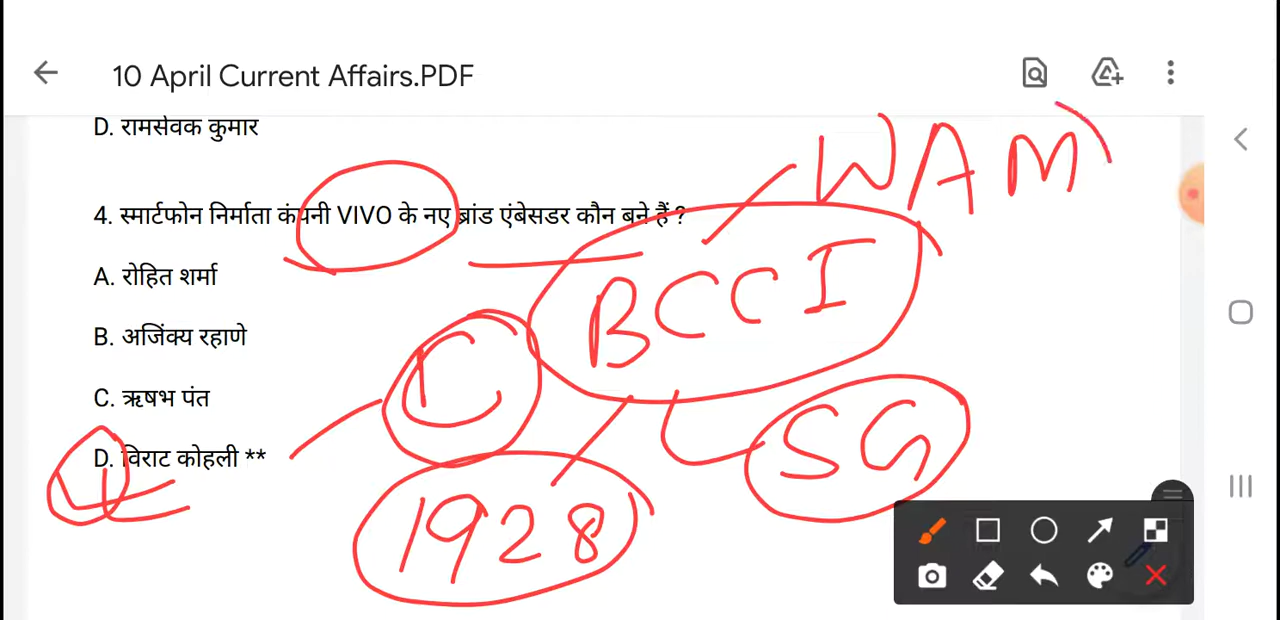 10 April Current Affairs.PDF
D. रामसेवक कुमार
WAM
4. स्मार्टफोन निर्माता कंपनी VIVO के नए ब्रांड एंबेसडर कौन बने हैं ?
A. रोहित शर्मा
BCCI
B. अजिंक्य रहाणे
C
C. ऋषभ पंत
SG
D. विराट कोहली **
1928